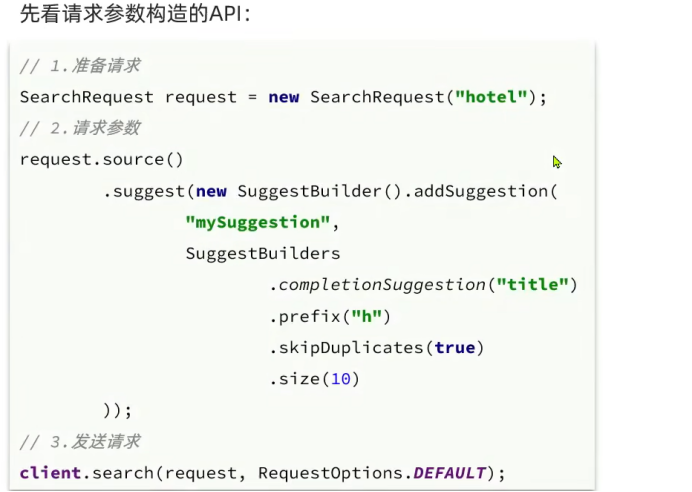 先看请求参数构造的API：
// 1.准备请求
SearchRequest request = new SearchRequest("hotel");
// 2.请求参数
request.source()
        .suggest(new SuggestBuilder().addSuggestion(
                "mySuggestion",
                SuggestBuilders
                        .completionSuggestion("title")
                        .prefix("h")
                        .skipDuplicates(true)
                        .size(10)
        ));
// 3.发送请求
client.search(request, RequestOptions.DEFAULT);